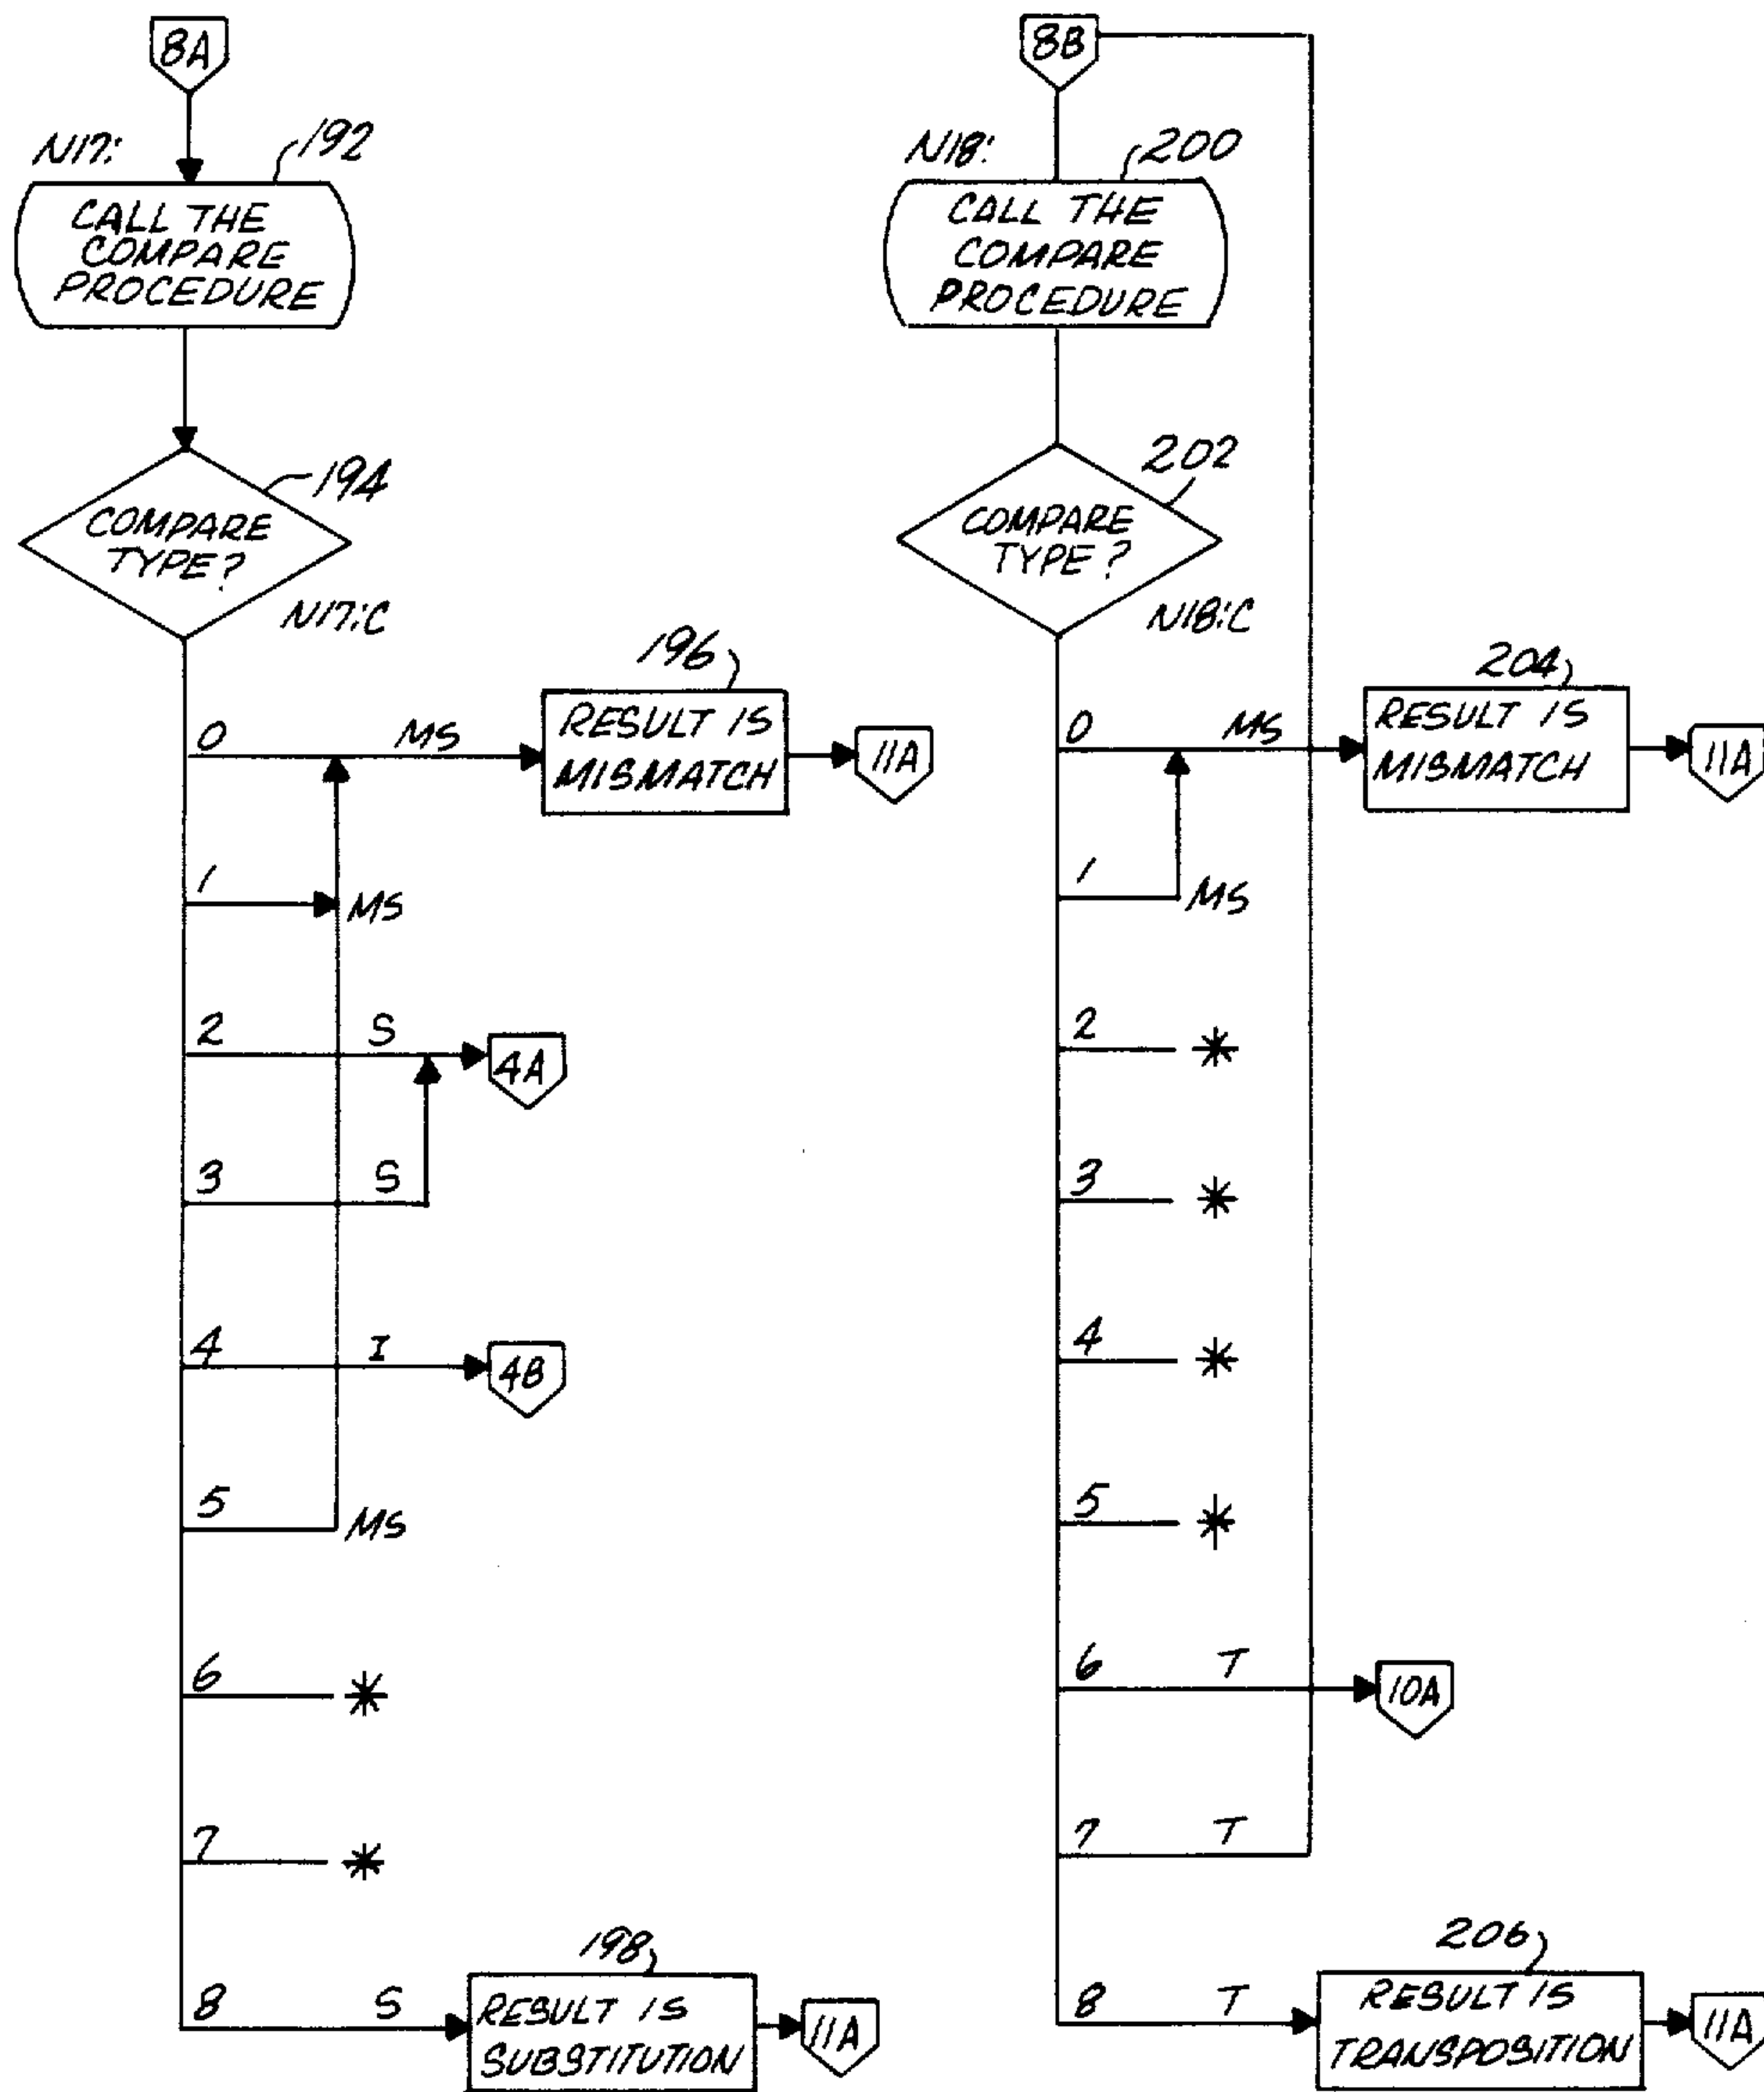 8A
N17:
192
CALL THE
COMPARE
PROCEDURE
194
COMPARE
TYPE?
N17:C
0
MS
196
RESULT IS
MISMATCH
11A
1
MS
2
S
4A
3
S
4
I
4B
5
MS
6
*
7
*
8
S
198
RESULT IS
SUBSTITUTION
11A
8B
N18:
200
CALL THE
COMPARE
PROCEDURE
202
COMPARE
TYPE?
N18:C
0
MS
204
RESULT IS
MISMATCH
11A
1
MS
2
*
3
*
4
*
5
*
6
T
10A
7
T
8
T
206
RESULT IS
TRANSPOSITION
11A